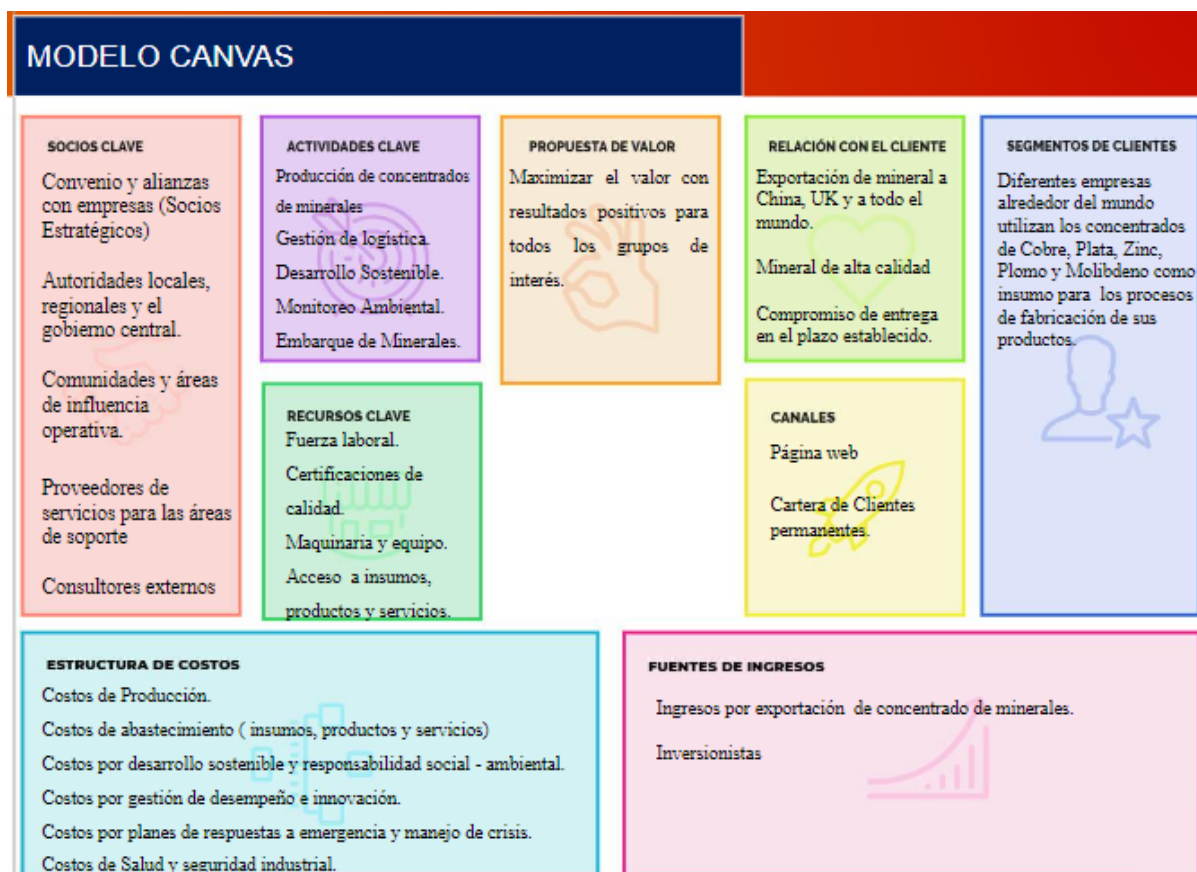 MODELO CANVAS
SOCIOS CLAVE
Convenio y alianzas
con empresas (Socios
Estratégicos)
Autoridades locales,
regionales y el
gobierno central.
Comunidades y áreas
de influencia
operativa.
Proveedores de
servicios para las áreas
de soporte
Consultores externos
ACTIVIDADES CLAVE
Producción de concentrados
de minerales
Gestión de logística.
Desarrollo Sostenible.
Monitoreo Ambiental.
Embarque de Minerales.
RECURSOS CLAVE
Fuerza laboral.
Certificaciones de
calidad.
Maquinaria y equipo.
Acceso a insumos,
productos y servicios.
PROPUESTA DE VALOR
Maximizar el valor con
resultados positivos para
todos los grupos de
interés.
RELACIÓN CON EL CLIENTE
Exportación de mineral a
China, UK y a todo el
mundo.
Mineral de alta calidad
Compromiso de entrega
en el plazo establecido.
CANALES
Página web
Cartera de Clientes
permanentes.
SEGMENTOS DE CLIENTES
Diferentes empresas
alrededor del mundo
utilizan los concentrados
de Cobre, Plata, Zinc,
Plomo y Molibdeno como
insumo para los procesos
de fabricación de sus
productos.
ESTRUCTURA DE COSTOS
Costos de Producción.
Costos de abastecimiento ( insumos, productos y servicios)
Costos por desarrollo sostenible y responsabilidad social - ambiental.
Costos por gestión de desempeño e innovación.
Costos por planes de respuestas a emergencia y manejo de crisis.
Costos de Salud y seguridad industrial.
FUENTES DE INGRESOS
Ingresos por exportación de concentrado de minerales.
Inversionistas